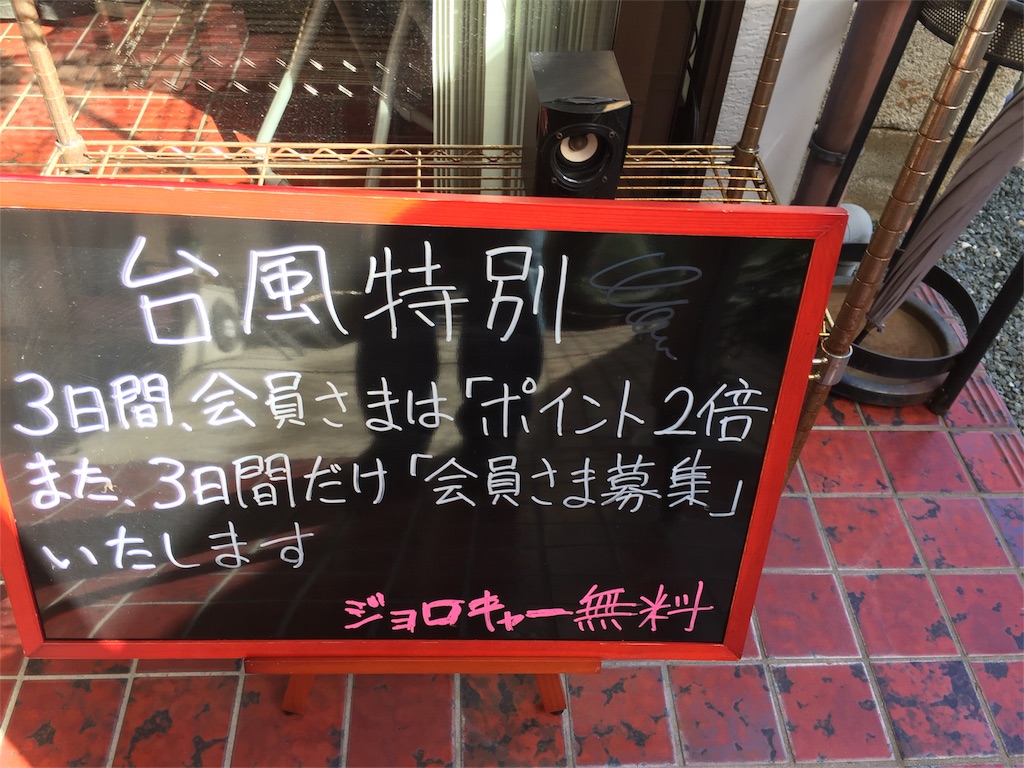 台風特別
3日間、会員さまは「ポイント2倍
また、3日間だけ「会員さま募集」
いたします
ジョロキャー無料